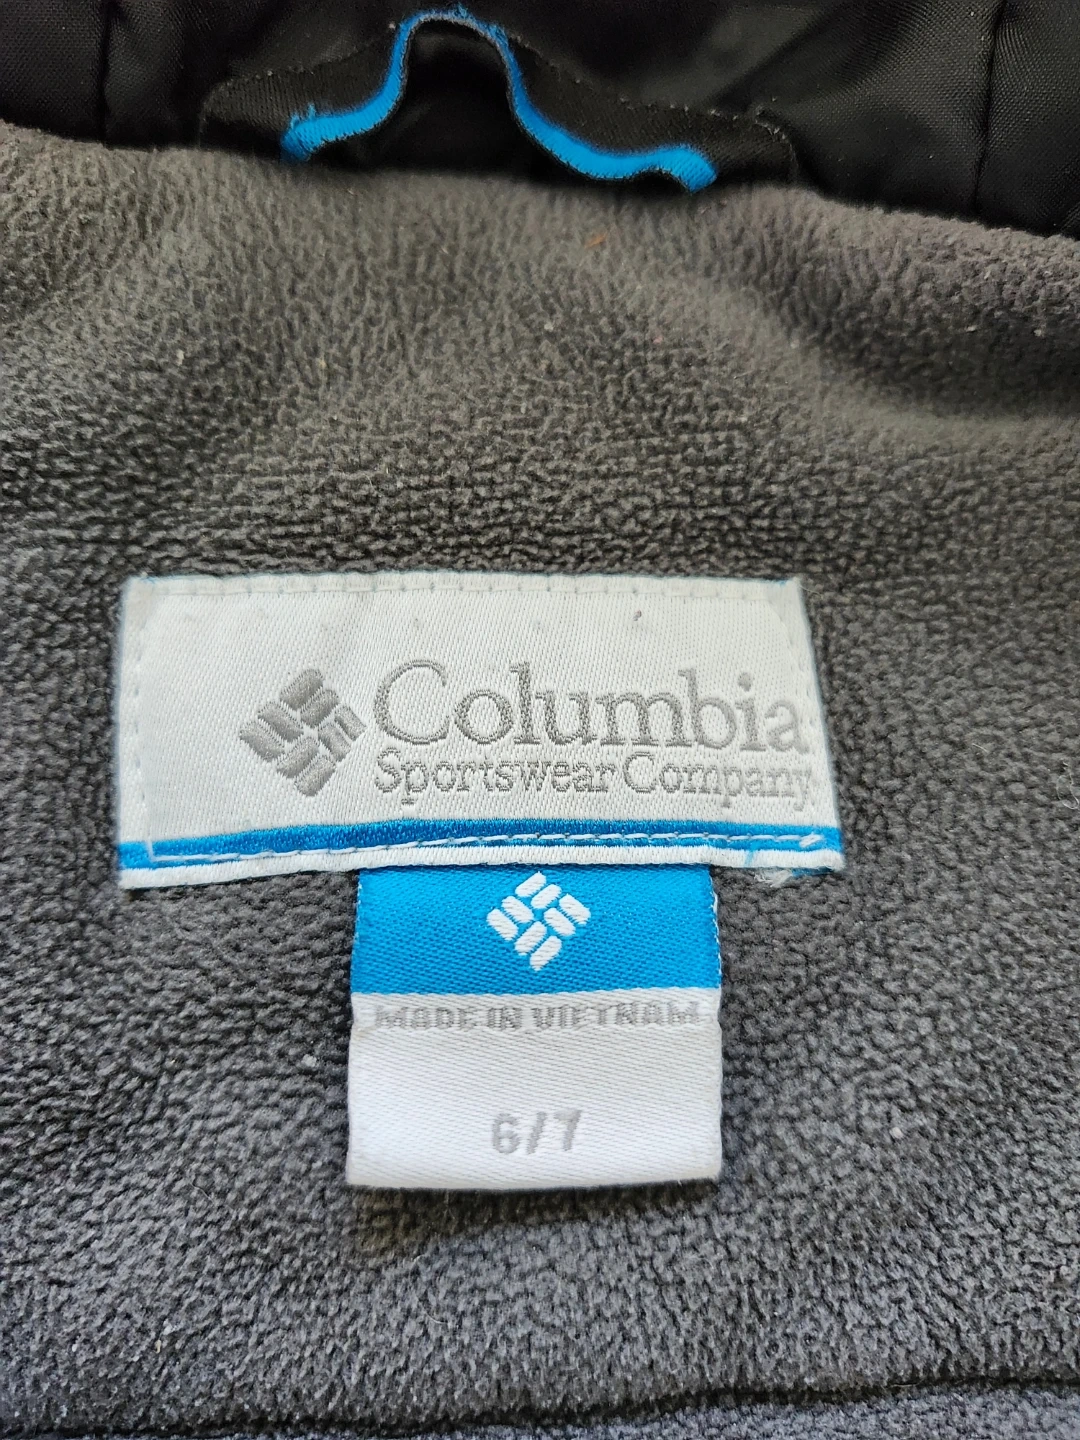 Columbia
Sportswear Company
MADE IN VIETNAM
6/7